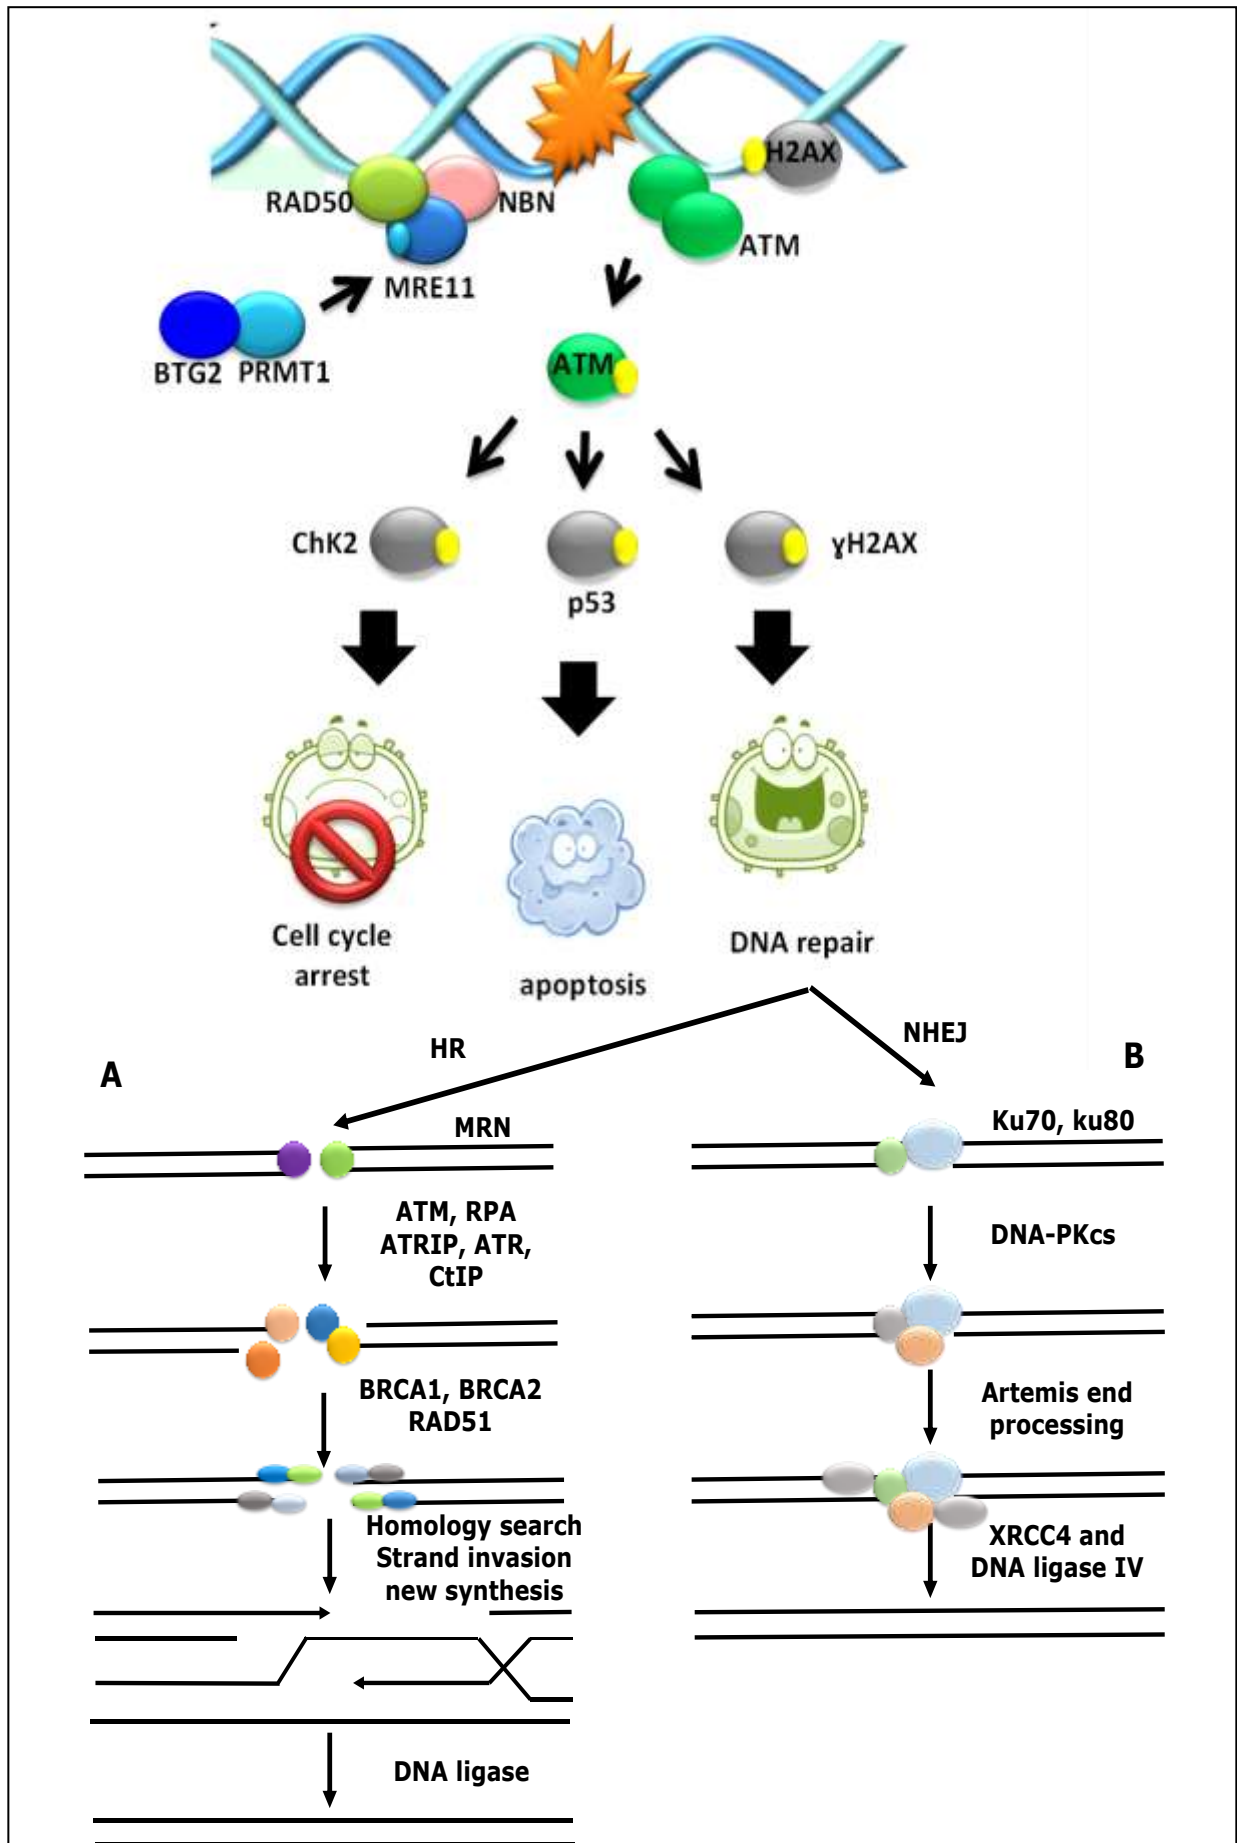 H2AX
RAD50
NBN
ATM
MRE11
BTG2 PRMT1
ATM
ChK2
ɣH2AX
p53
Cell cycle
arrest
apoptosis
DNA repair
HR
NHEJ
A
MRN
ATM, RPA
ATRIP, ATR,
CtIP
BRCA1, BRCA2
RAD51
Homology search
Strand invasion
new synthesis
DNA ligase
B
Ku70, ku80
DNA-PKcs
Artemis end
processing
XRCC4 and
DNA ligase IV